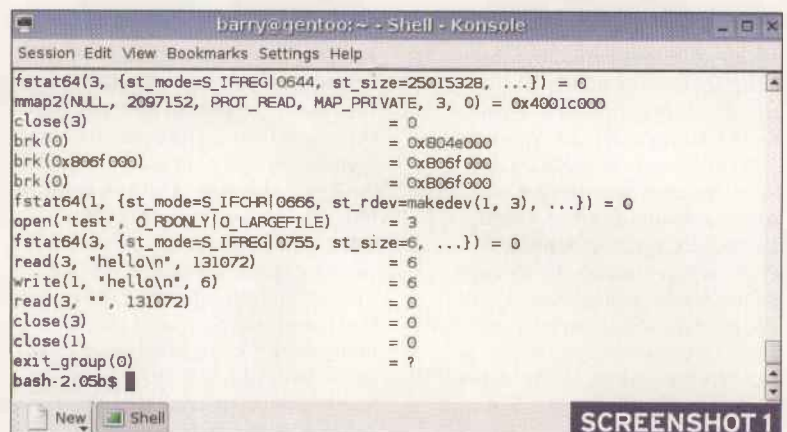 barry@gentoo:~ - Shell - Konsole
Session Edit View Bookmarks Settings Help
fstat64(3, {st_mode=S_IFREG|0644, st_size=25015328, ...}) = 0
mmap2(NULL, 2097152, PROT_READ, MAP_PRIVATE, 3, 0) = 0x4001c000
close(3) = 0
brk(0) = 0x804e000
brk(0x806f000) = 0x806f000
brk(0) = 0x806f000
fstat64(1, {st_mode=S_IFCHR|0666, st_rdev=makedev(1, 3), ...}) = 0
open("test", O_RDONLY|O_LARGEFILE) = 3
fstat64(3, {st_mode=S_IFREG|0755, st_size=6, ...}) = 0
read(3, "hello\n", 131072) = 6
write(1, "hello\n", 6) = 6
read(3, "", 131072) = 0
close(3) = 0
close(1) = 0
exit_group(0) = ?
bash-2.05b$
New Shell
SCREENSHOT 1